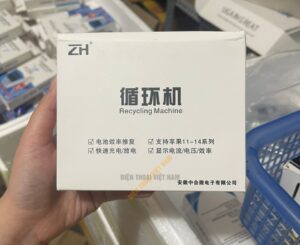 ZH
循环机
Recycling Machine
☑电池效率修复 ☑支持苹果11-14系列
☑快速充电/放电 ☑显示电流/电压/效率
ĐIỆN THOẠI VIỆT NAM
安徽中合微电子有限公司